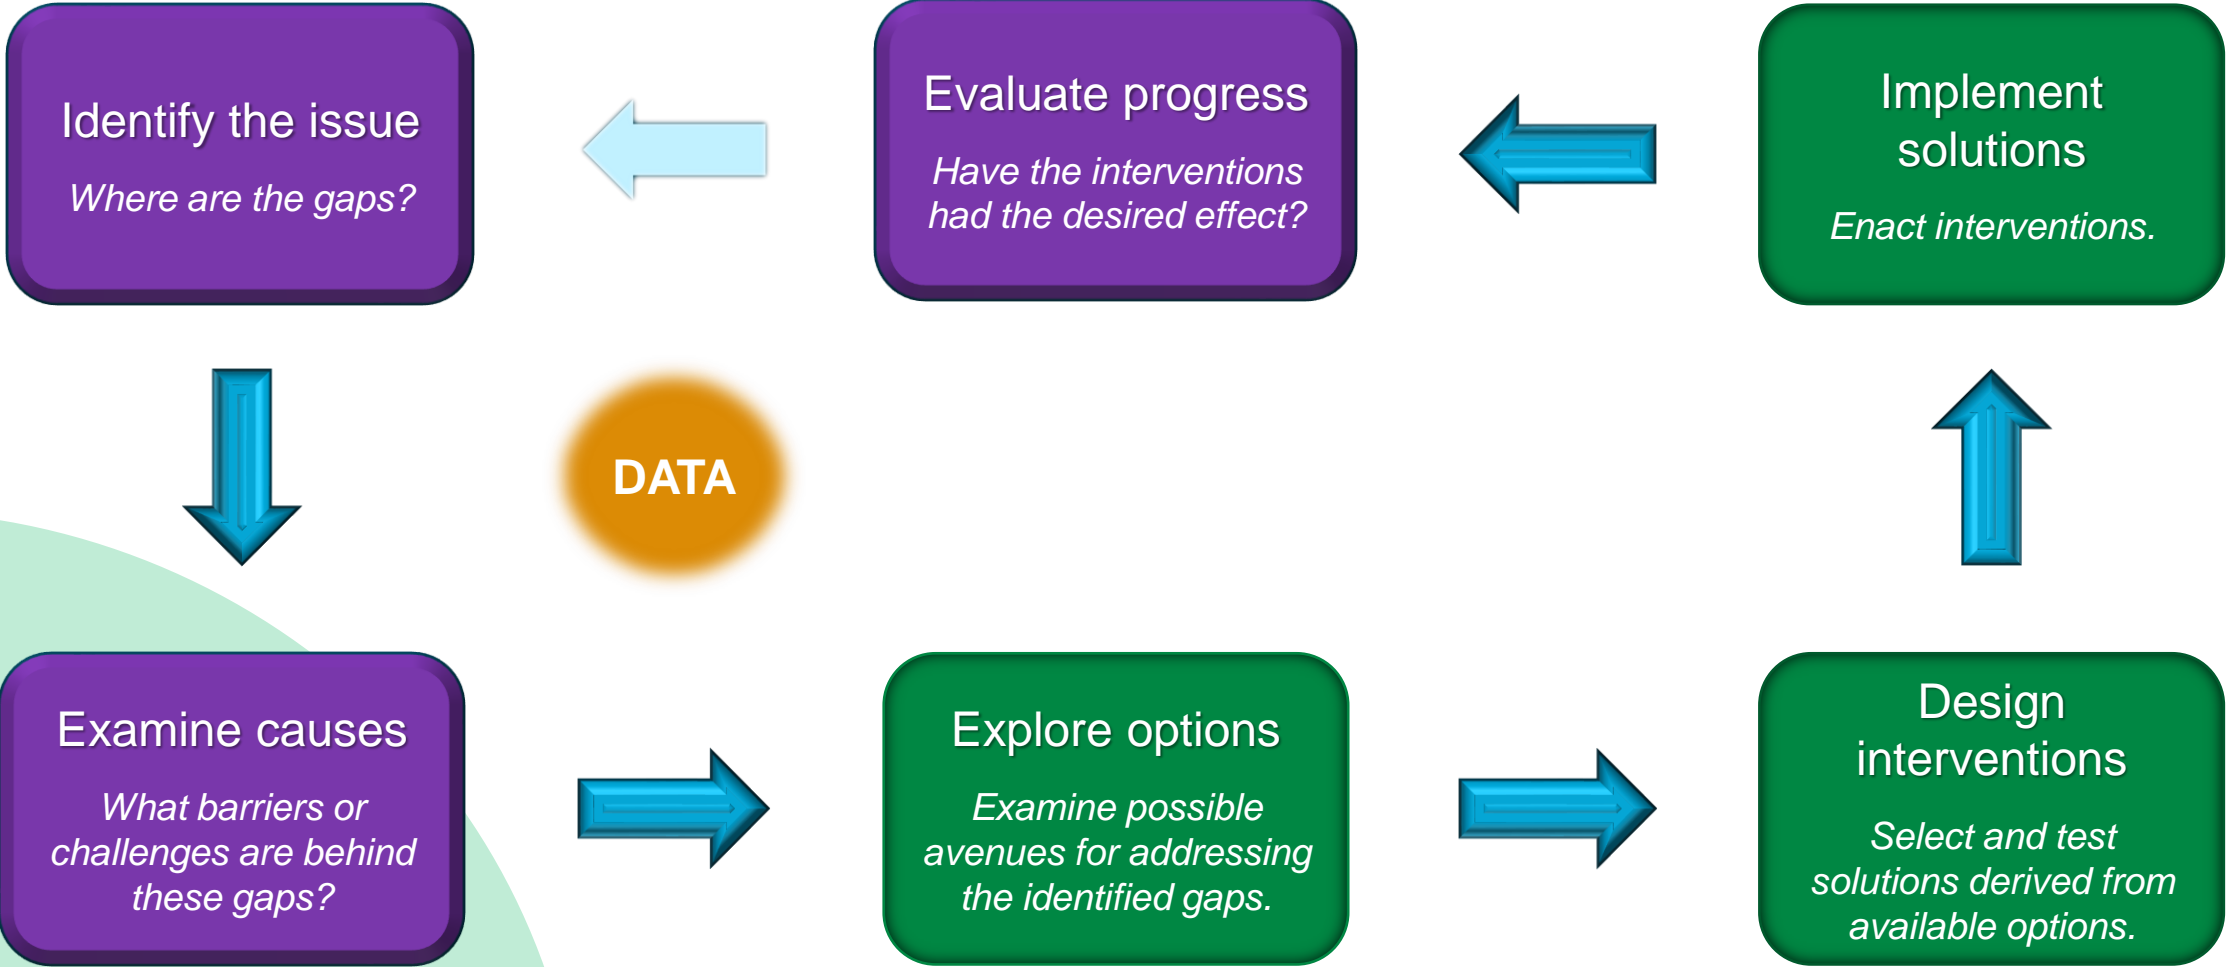 Identify the issue
Where are the gaps?
Evaluate progress
Have the interventions
had the desired effect?
Implement
solutions
Enact interventions.
DATA
Examine causes
What barriers or
challenges are behind
these gaps?
Explore options
Examine possible
avenues for addressing
the identified gaps.
Design
interventions
Select and test
solutions derived from
available options.